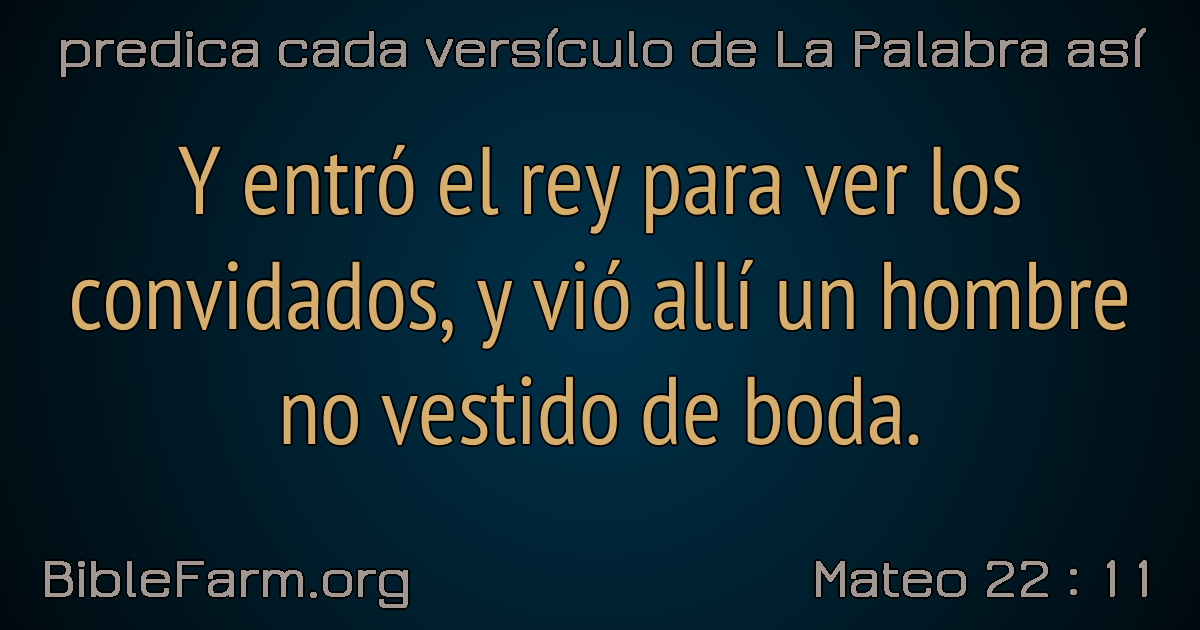 predica cada versículo de La Palabra así
Y entró el rey para ver los
convidados, y vió allí un hombre
no vestido de boda.
BibleFarm.org
Mateo 22 : 11